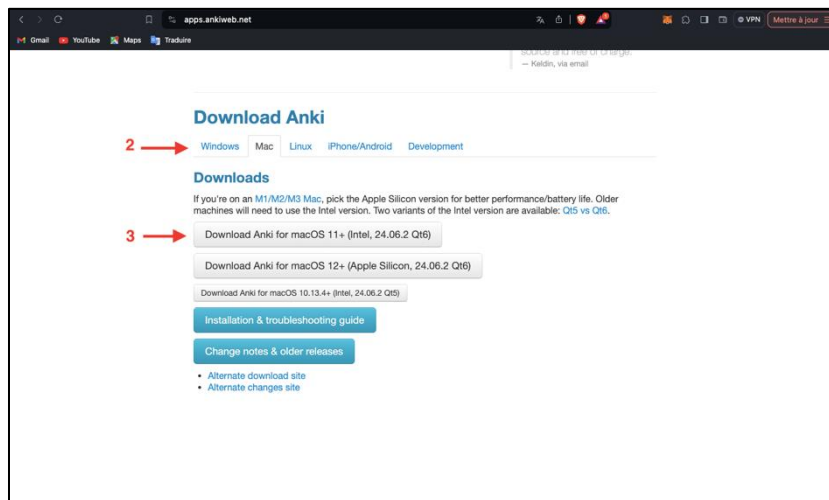 apps.ankiweb.net
VPN
Mettre à jour
Gmail YouTube Maps Traduire
source and free of charge.
— Keldin, via email
Download Anki
2
Windows Mac Linux iPhone/Android Development
Downloads
If you're on an M1/M2/M3 Mac, pick the Apple Silicon version for better performance/battery life. Older
machines will need to use the Intel version. Two variants of the Intel version are available: Qt5 vs Qt6.
3
Download Anki for macOS 11+ (Intel, 24.06.2 Qt6)
Download Anki for macOS 12+ (Apple Silicon, 24.06.2 Qt6)
Download Anki for macOS 10.13.4+ (Intel, 24.06.2 Qt5)
Installation & troubleshooting guide
Change notes & older releases
• Alternate download site
• Alternate changes site